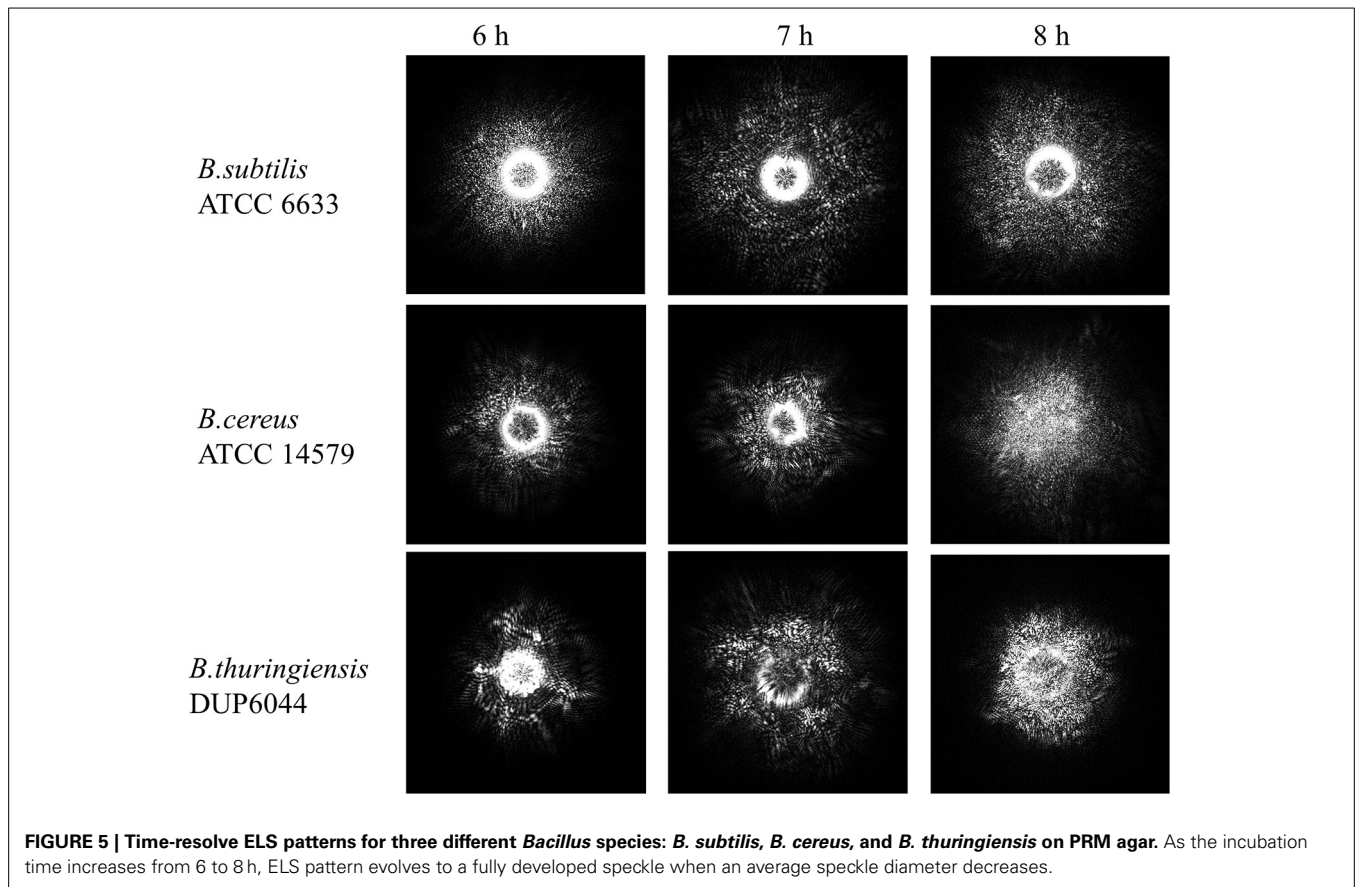 6 h 7 h 8 h
B.subtilis
ATCC 6633
B.cereus
ATCC 14579
B.thuringiensis
DUP6044
FIGURE 5 | Time-resolve ELS patterns for three different Bacillus species: B. subtilis, B. cereus, and B. thuringiensis on PRM agar. As the incubation
time increases from 6 to 8 h, ELS pattern evolves to a fully developed speckle when an average speckle diameter decreases.